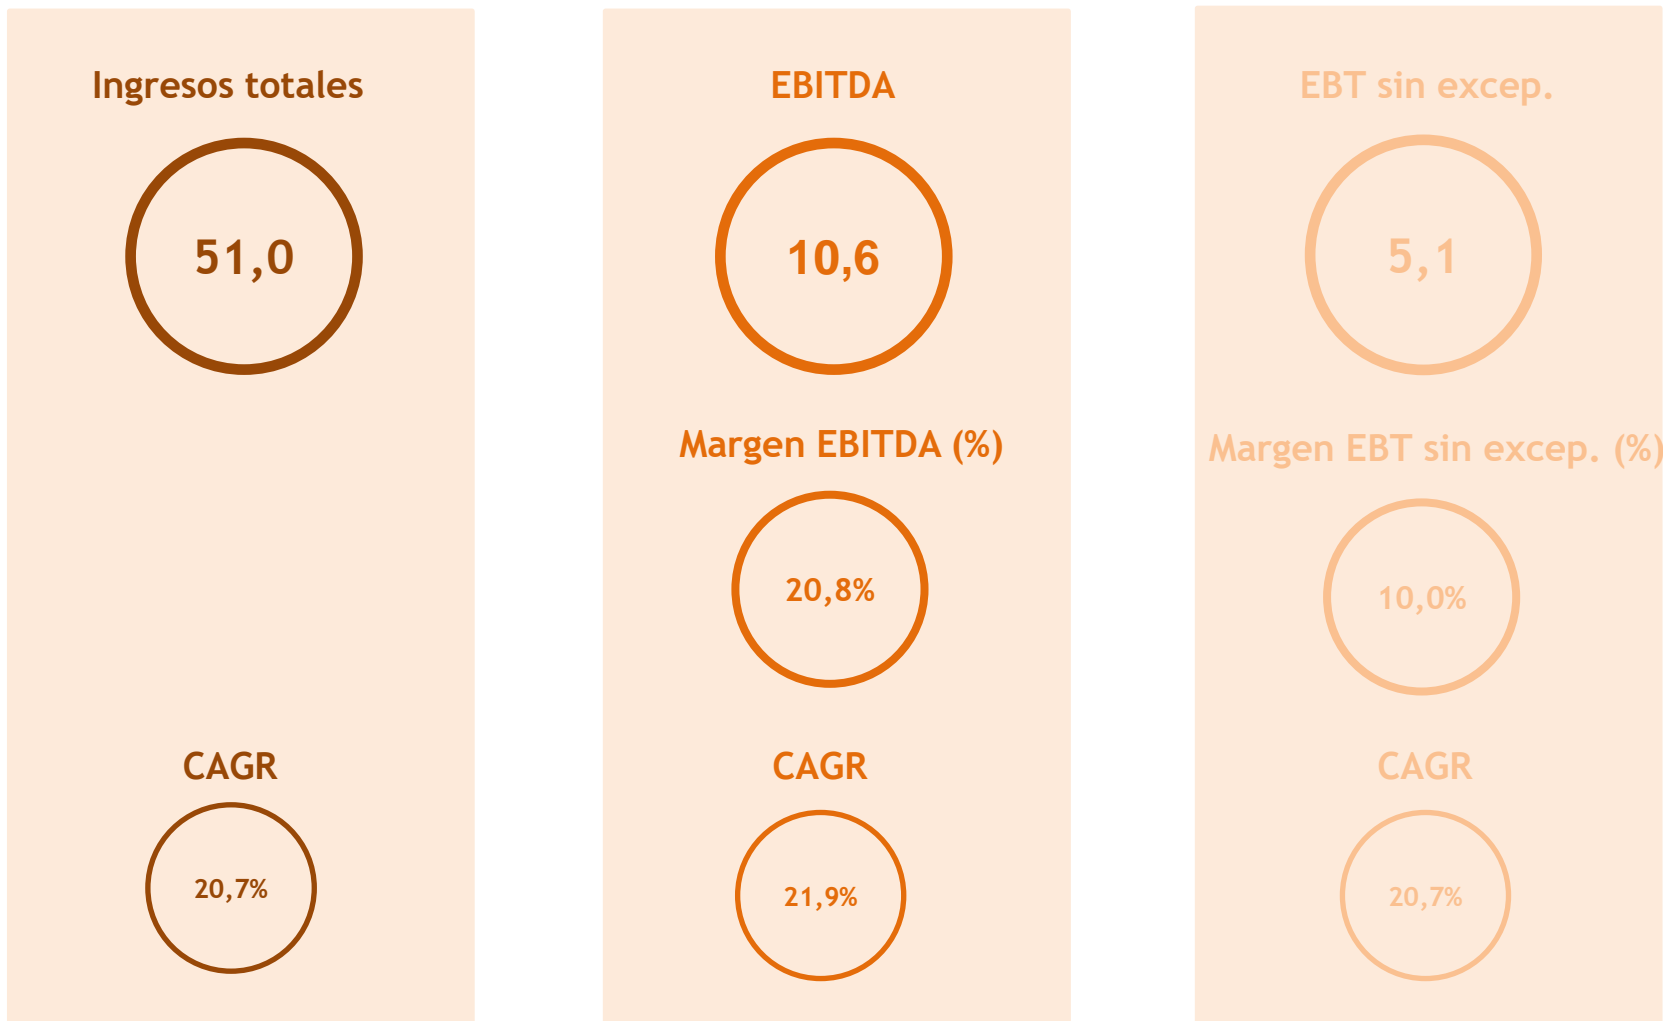 Ingresos totales
51,0
CAGR
20,7%
EBITDA
10,6
Margen EBITDA (%)
20,8%
CAGR
21,9%
EBT sin excep.
5,1
Margen EBT sin excep. (%)
10,0%
CAGR
20,7%